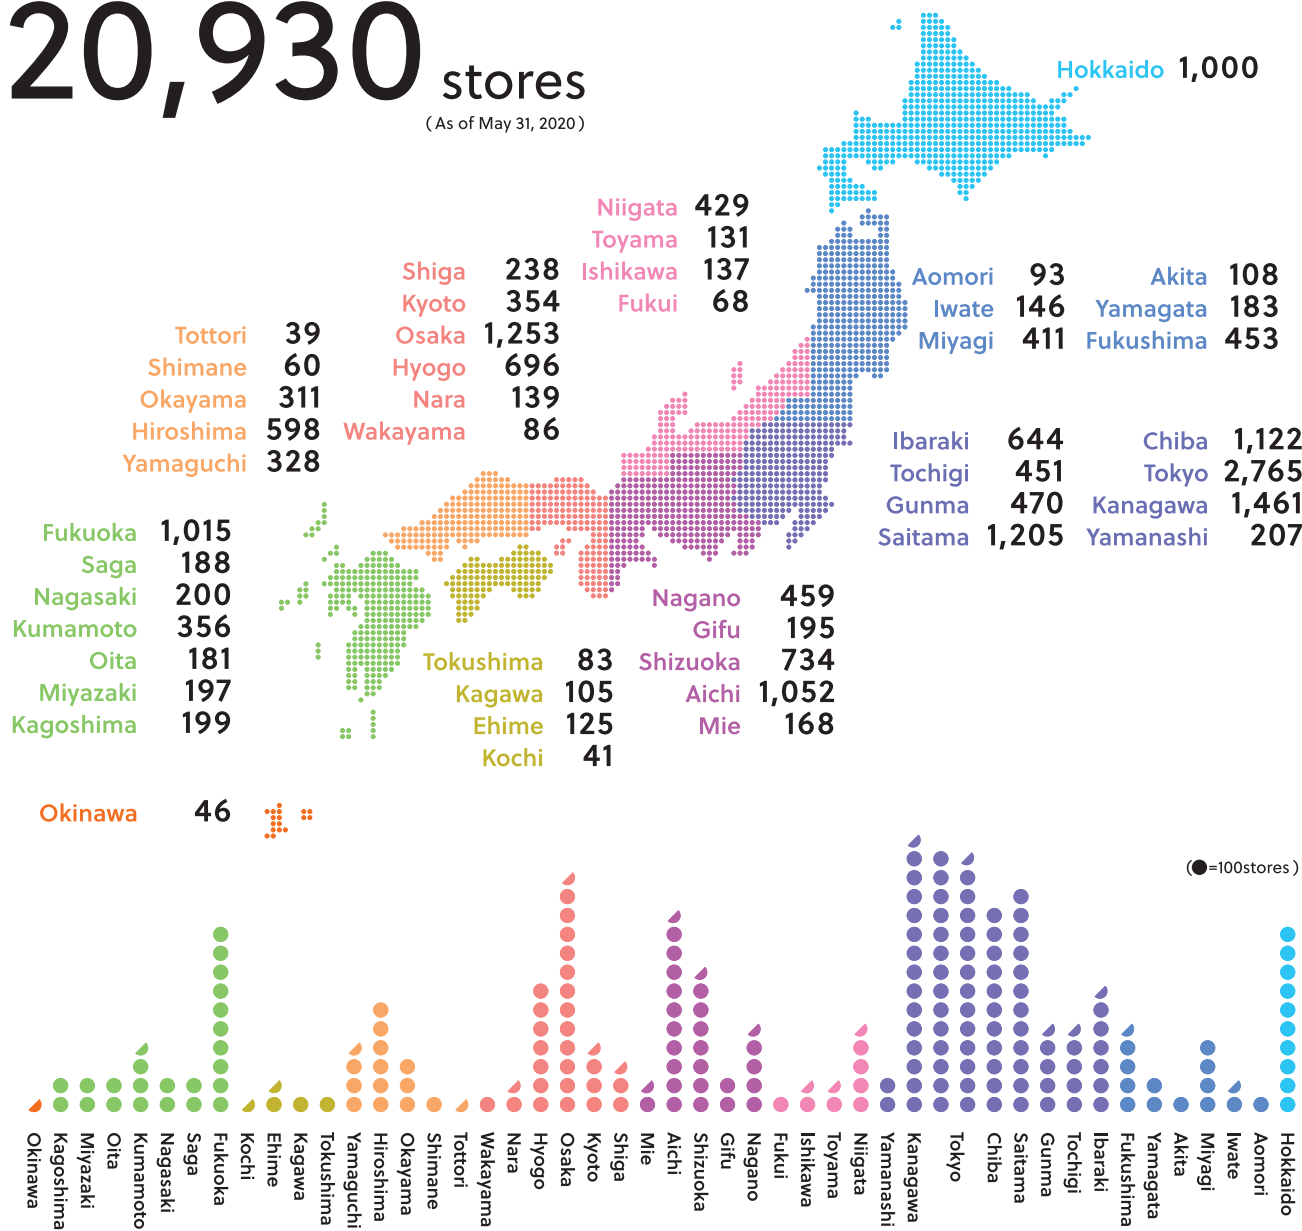 20,930 stores
( As of May 31, 2020 )
Hokkaido 1,000
Niigata 429
Toyama 131
Ishikawa 137
Fukui 68
Shiga 238
Kyoto 354
Osaka 1,253
Hyogo 696
Nara 139
Wakayama 86
Tottori 39
Shimane 60
Okayama 311
Hiroshima 598
Yamaguchi 328
Aomori 93 Akita 108
Iwate 146 Yamagata 183
Miyagi 411 Fukushima 453
Ibaraki 644 Chiba 1,122
Tochigi 451 Tokyo 2,765
Gunma 470 Kanagawa 1,461
Saitama 1,205 Yamanashi 207
Fukuoka 1,015
Saga 188
Nagasaki 200
Kumamoto 356
Oita 181
Miyazaki 197
Kagoshima 199
Tokushima 83
Kagawa 105
Ehime 125
Kochi 41
Nagano 459
Gifu 195
Shizuoka 734
Aichi 1,052
Mie 168
Okinawa 46
(●=100stores )
Okinawa
Kagoshima
Miyazaki
Oita
Kumamoto
Nagasaki
Saga
Fukuoka
Kochi
Ehime
Kagawa
Tokushima
Yamaguchi
Hiroshima
Okayama
Shimane
Tottori
Wakayama
Nara
Hyogo
Osaka
Kyoto
Shiga
Mie
Aichi
Shizuoka
Gifu
Nagano
Fukui
Ishikawa
Toyama
Niigata
Yamanashi
Kanagawa
Tokyo
Chiba
Saitama
Gunma
Tochigi
Ibaraki
Fukushima
Yamagata
Akita
Miyagi
Iwate
Aomori
Hokkaido